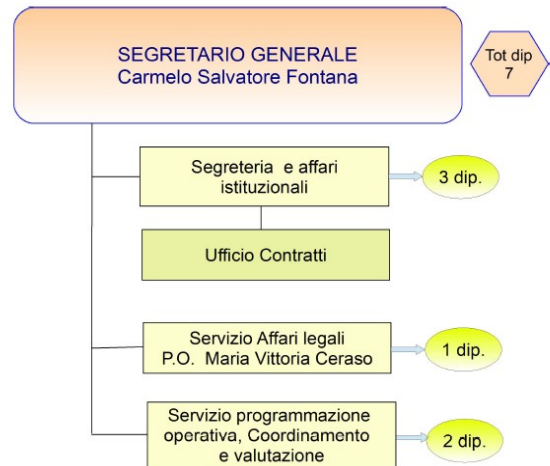 SEGRETARIO GENERALE
Carmelo Salvatore Fontana
Tot dip
7
Segreteria e affari
istituzionali
3 dip.
Ufficio Contratti
Servizio Affari legali
P.O. Maria Vittoria Ceraso
1 dip.
Servizio programmazione
operativa, Coordinamento
e valutazione
2 dip.